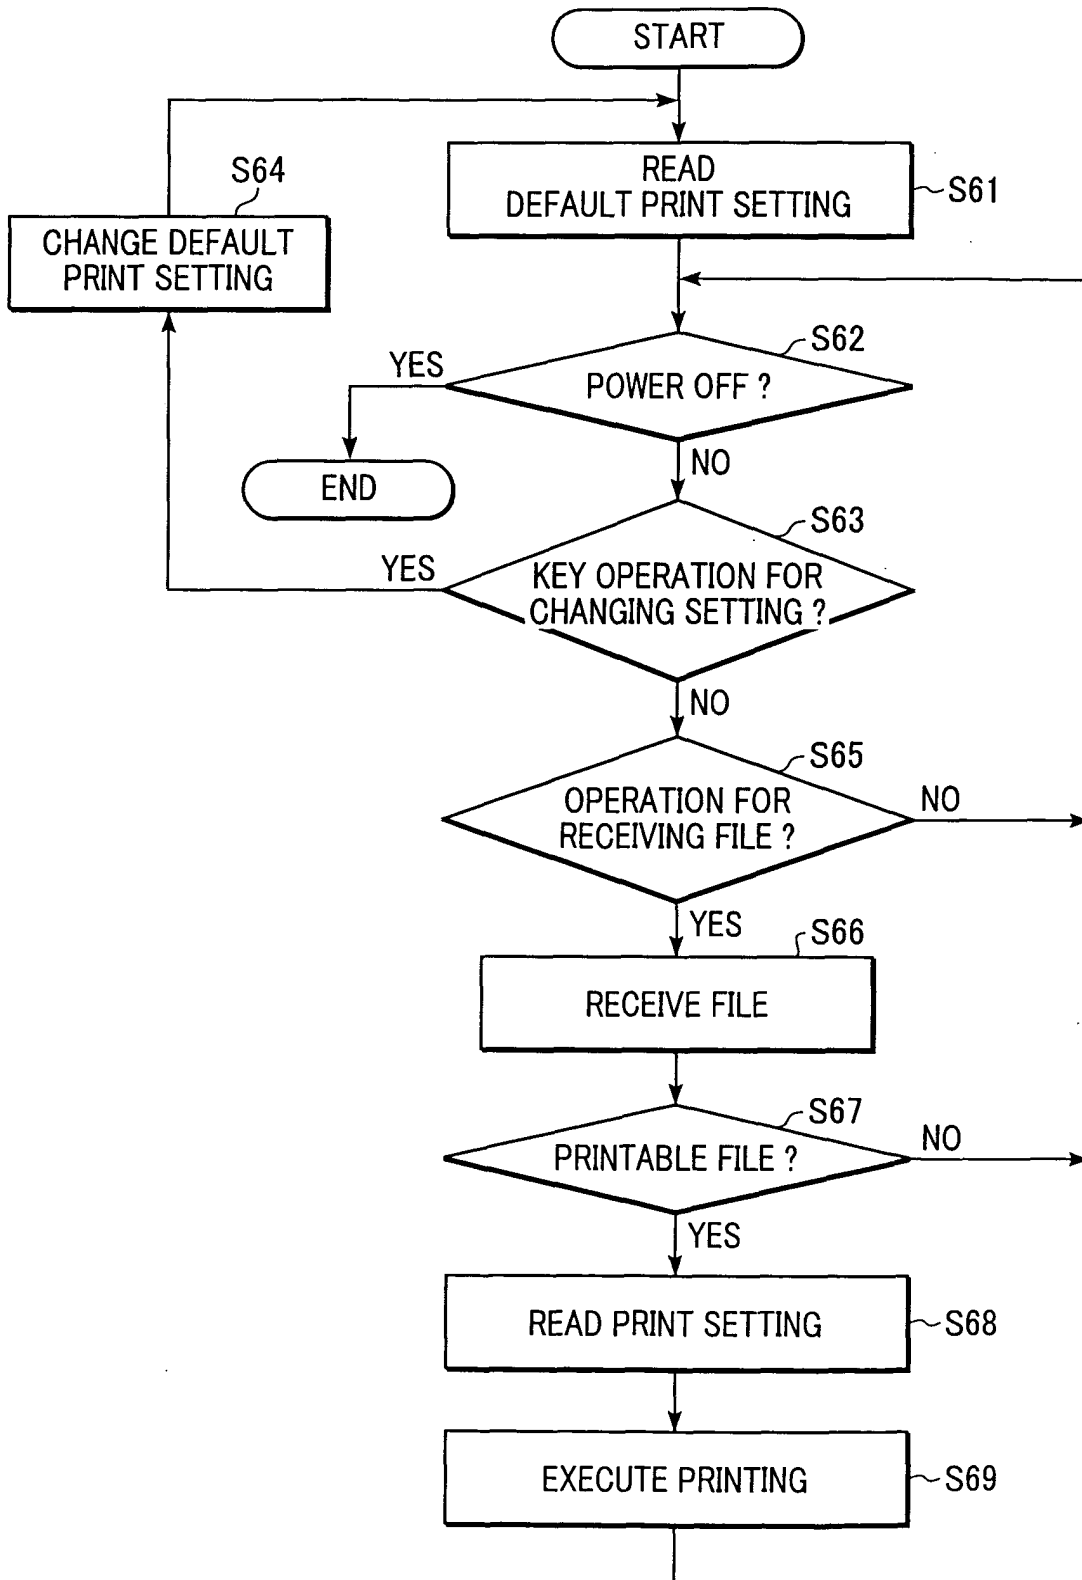 START
READ
DEFAULT PRINT SETTING
S61
S64
CHANGE DEFAULT
PRINT SETTING
S62
POWER OFF ?
YES
NO
END
S63
KEY OPERATION FOR
CHANGING SETTING ?
YES
NO
S65
OPERATION FOR
RECEIVING FILE ?
NO
YES
S66
RECEIVE FILE
S67
PRINTABLE FILE ?
NO
YES
READ PRINT SETTING
S68
EXECUTE PRINTING
S69